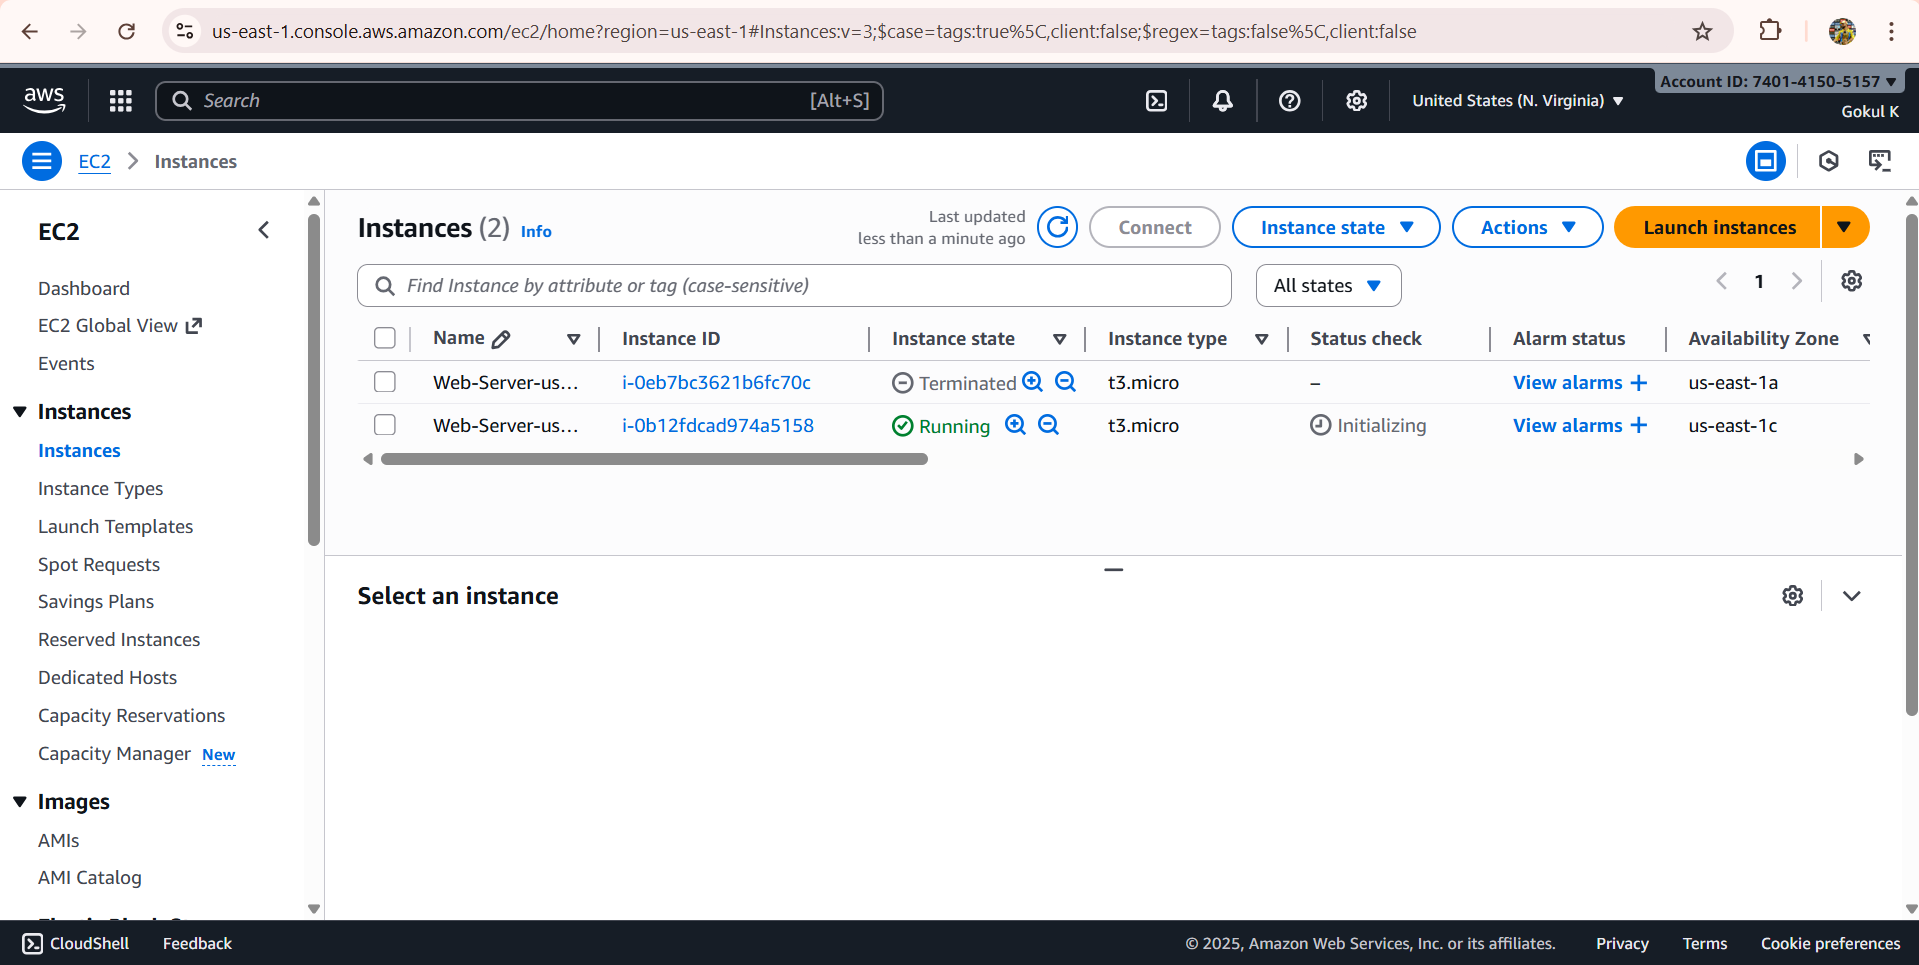 us-east-1.console.aws.amazon.com/ec2/home?region=us-east-1#Instances:v=3;$case=tags:true%5C,client:false;$regex=tags:false%5C,client:false
aws
Search
[Alt+S]
United States (N. Virginia)
Account ID: 7401-4150-5157
Gokul K
EC2
Instances
EC2
Dashboard
EC2 Global View
Events
Instances
Instances
Instance Types
Launch Templates
Spot Requests
Savings Plans
Reserved Instances
Dedicated Hosts
Capacity Reservations
Capacity Manager New
Images
AMIs
AMI Catalog
Instances (2) Info
Last updated
less than a minute ago
Connect
Instance state
Actions
Launch instances
Find Instance by attribute or tag (case-sensitive)
All states
1
Name Instance ID Instance state Instance type Status check Alarm status Availability Zone
Web-Server-us... i-0eb7bc3621b6fc70c Terminated t3.micro – View alarms + us-east-1a
Web-Server-us... i-0b12fdcad974a5158 Running t3.micro Initializing View alarms + us-east-1c
Select an instance
CloudShell
Feedback
© 2025, Amazon Web Services, Inc. or its affiliates.
Privacy
Terms
Cookie preferences